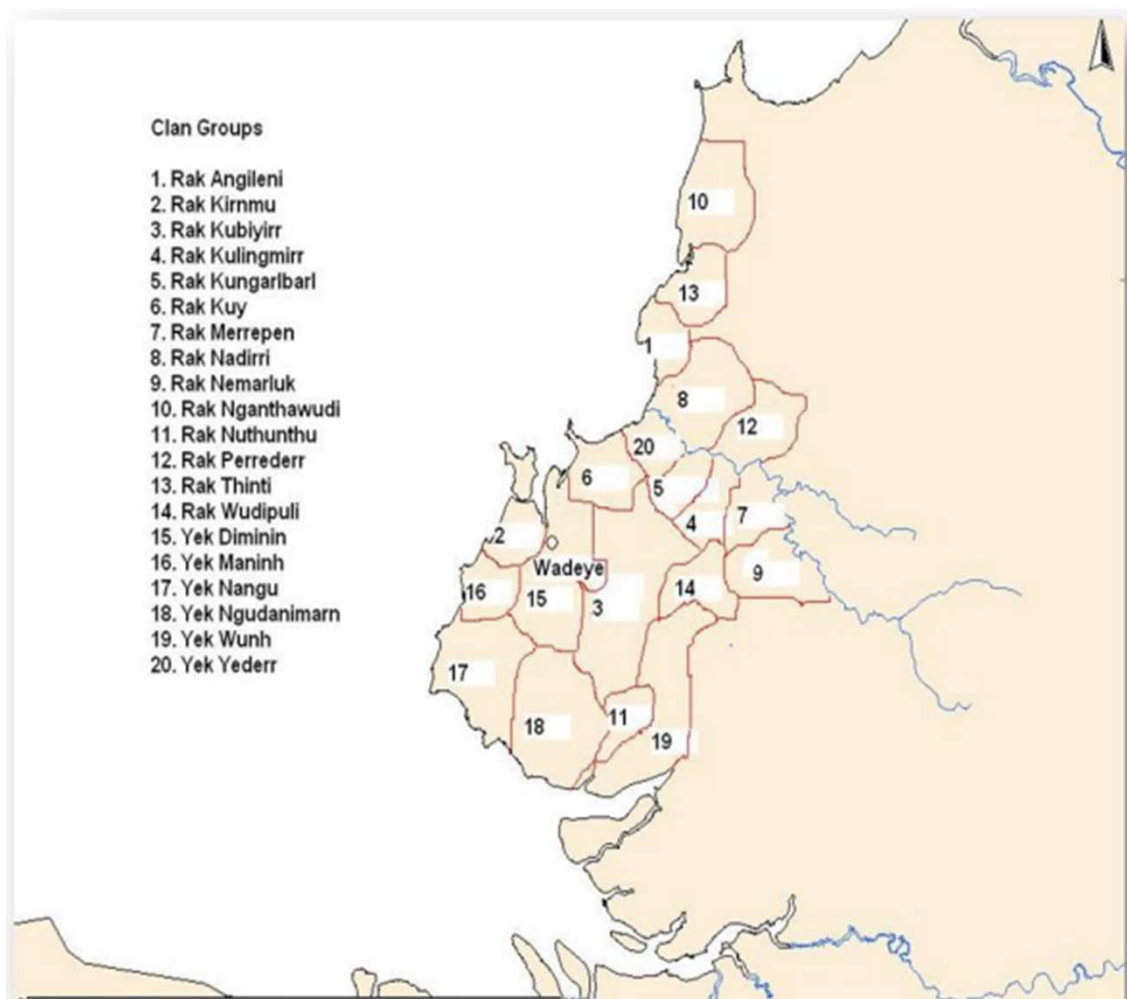 Clan Groups
1. Rak Angileni
2. Rak Kirnmu
3. Rak Kubiyirr
4. Rak Kulingmirr
5. Rak Kungarlbarl
6. Rak Kuy
7. Rak Merrepen
8. Rak Nadirri
9. Rak Nemarluk
10. Rak Nganthawudi
11. Rak Nuthunthu
12. Rak Perrederr
13. Rak Thinti
14. Rak Wudipuli
15. Yek Diminin
16. Yek Maninh
17. Yek Nangu
18. Yek Ngudanimarn
19. Yek Wunh
20. Yek Yederr
10
13
1
8
12
20
6
5
4
7
2
Wadeye
9
16
15
3
14
17
11
18
19